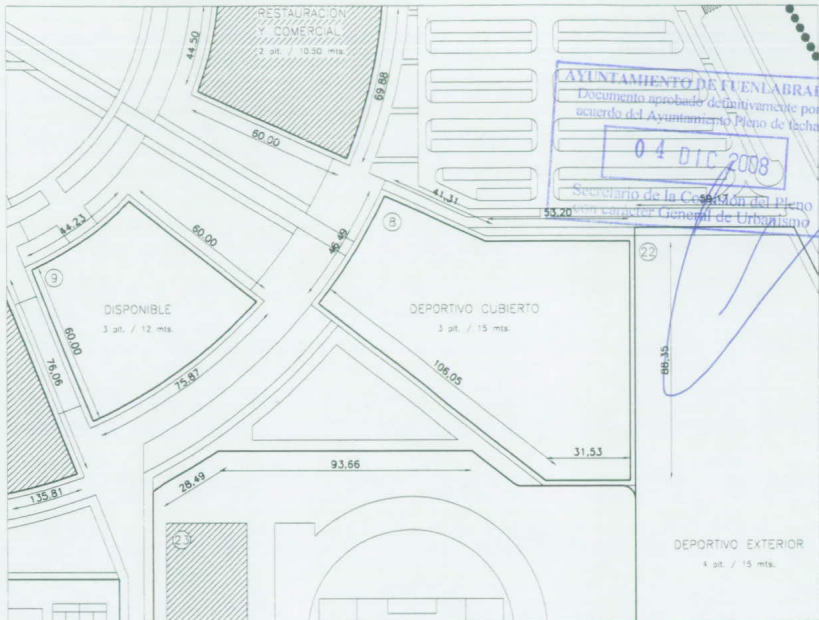 RESTAURACION
Y COMERCIAL
2 plt. / 10.50 mts.
44.50
69.88
60.00
AYUNTAMIENTO DE FUENLABRAD
Documento aprobado definitivamente por
acuerdo del Ayuntamiento Pleno de fecha
04 DIC 2008
Secretario de la Comisión del Pleno
con carácter General de Urbanismo
41,31
53,20
44,23
60,00
46,49
8
22
9
DISPONIBLE
3 plt. / 12 mts.
DEPORTIVO CUBIERTO
3 plt. / 15 mts.
60,00
76,06
75,87
106,05
88,35
31,53
93,66
28,49
135,81
23
DEPORTIVO EXTERIOR
4 plt. / 15 mts.